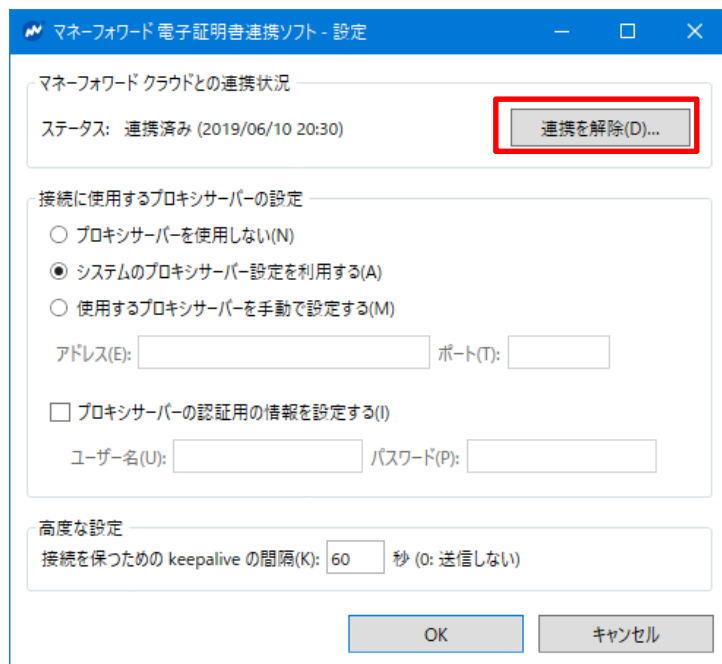 マネーフォワード 電子証明書連携ソフト - 設定
マネーフォワード クラウドとの連携状況
ステータス: 連携済み (2019/06/10 20:30)
連携を解除(D)...
接続に使用するプロキシサーバーの設定
プロキシサーバーを使用しない(N)
システムのプロキシサーバー設定を利用する(A)
使用するプロキシサーバーを手動で設定する(M)
アドレス(E): ポート(T):
プロキシサーバーの認証用の情報を設定する(I)
ユーザー名(U): パスワード(P):
高度な設定
接続を保つための keepalive の間隔(K): 60 秒 (0: 送信しない)
OK キャンセル